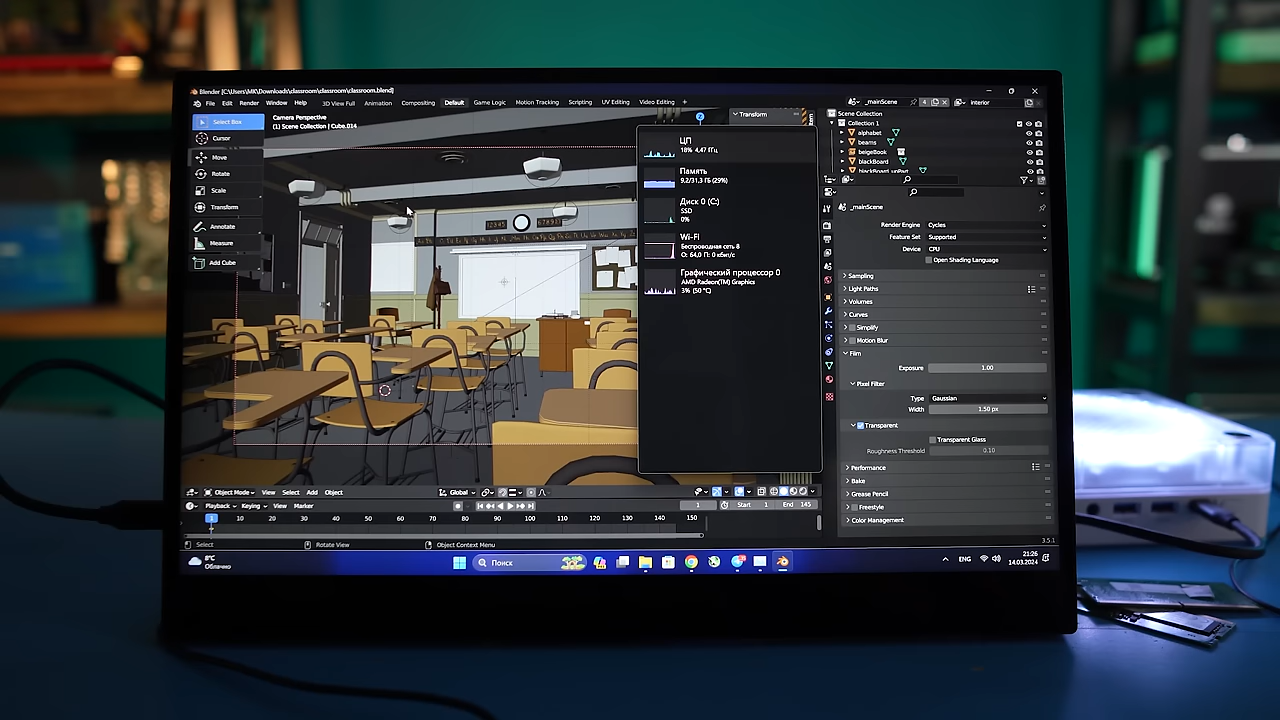 Blender [C:\Users\MK\Downloads\classroom\classroom\classroom.blend]
File Edit Render Window Help 3D View Full Animation Compositing Default Game Logic Motion Tracking Scripting UV Editing Video Editing +
_mainScene 4 interior
Select Box
Cursor
Move
Rotate
Scale
Transform
Annotate
Measure
Add Cube
Camera Perspective
(1) Scene Collection | Cube.014
Z
Transform
ЦП
18% 4,47 ГГц
Память
9,2/31,3 ГБ (29%)
Диск 0 (C:)
SSD
0%
Wi-Fi
Беспроводная сеть 8
О: 64,0 П: 0 кбит/с
Графический процессор 0
AMD Radeon(TM) Graphics
3% (50 °C)
Scene Collection
Collection 1
alphabet
beams
beigeBook
blackBoard
_mainScene
Render Engine Cycles
Feature Set Supported
Device CPU
Open Shading Language
Sampling
Light Paths
Volumes
Curves
Simplify
Motion Blur
Film
Exposure 1.00
Pixel Filter
Type Gaussian
Width 1.50 px
Transparent
Transparent Glass
Roughness Threshold 0.10
Performance
Bake
Grease Pencil
Freestyle
Color Management
Object Mode View Select Add Object Global
Playback Keying View Marker 1 Start 1 End 145
1 10 20 30 40 50 60 70 80 90 100 110 120 130 140 150
Select Rotate View Object Context Menu 3.5.1
8°C
Облачно
Поиск
ENG
21:26
14.03.2024